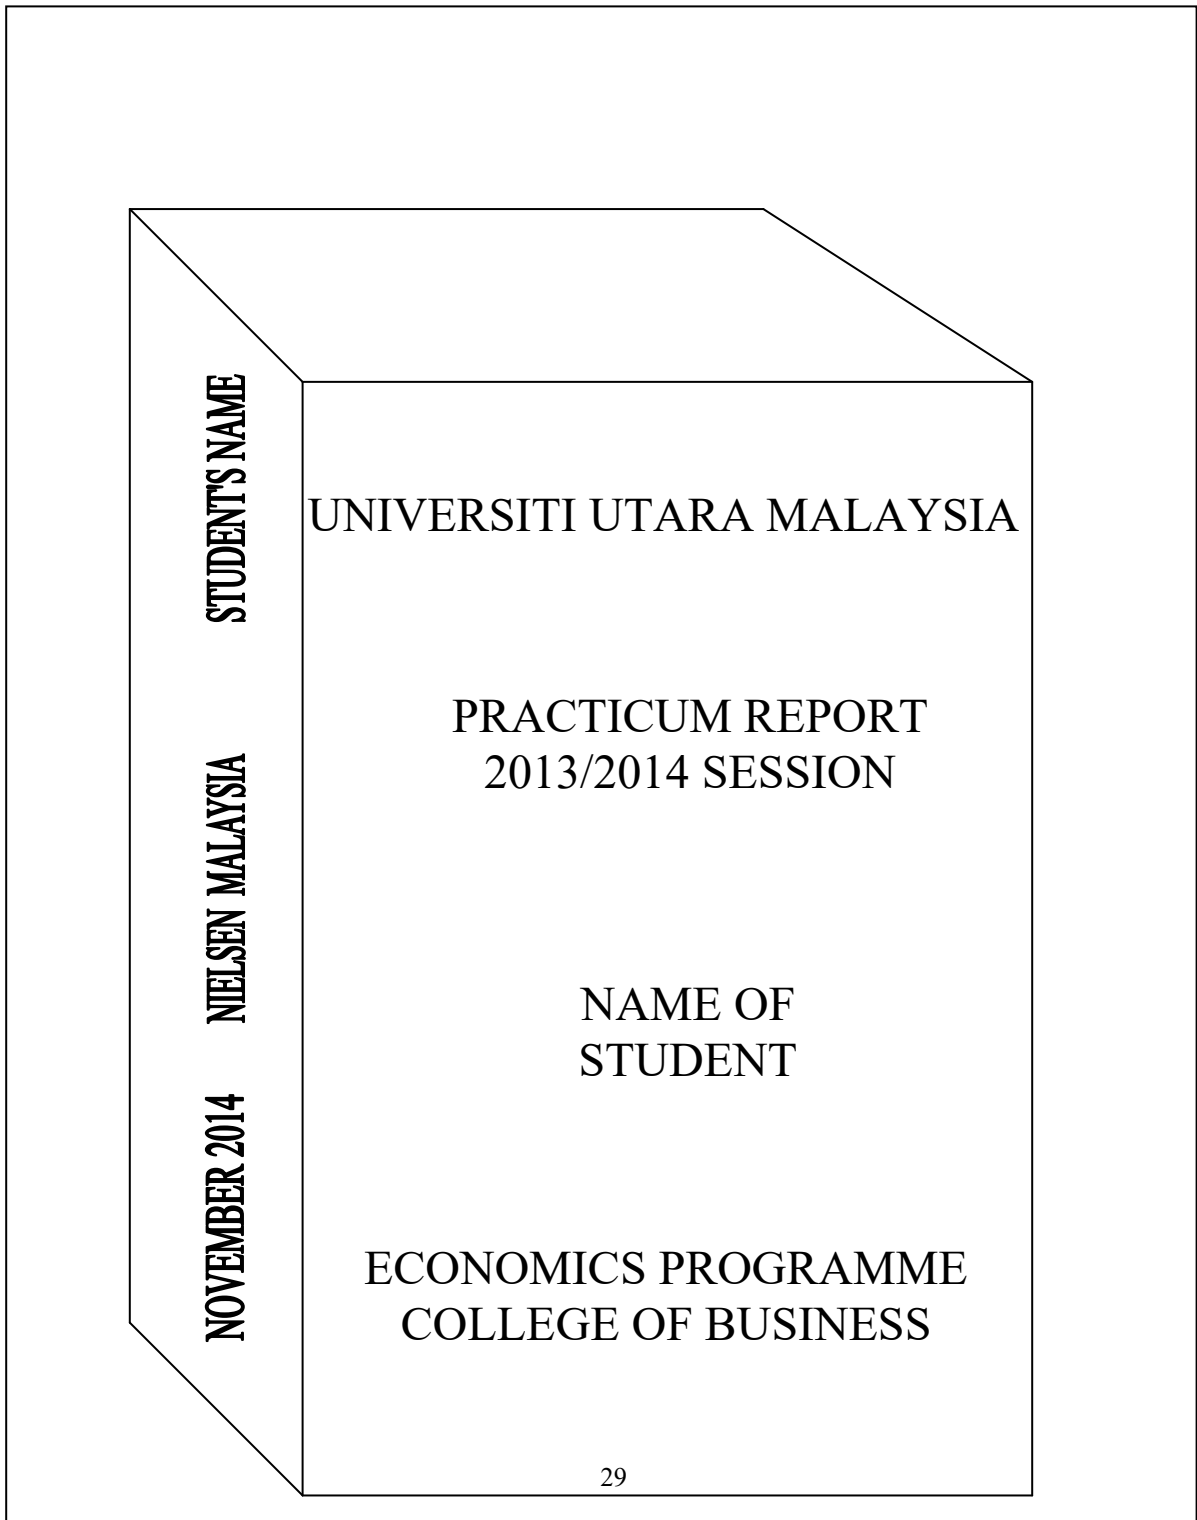 STUDENT'S NAME
NIELSEN MALAYSIA
NOVEMBER 2014
UNIVERSITI UTARA MALAYSIA
PRACTICUM REPORT
2013/2014 SESSION
NAME OF
STUDENT
ECONOMICS PROGRAMME
COLLEGE OF BUSINESS
29